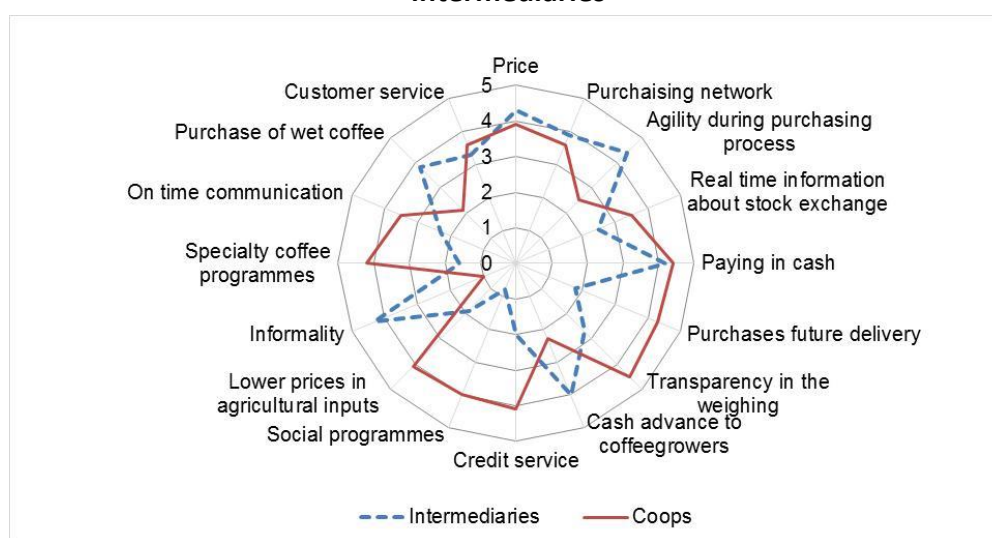 Intermediaries
Price
5
4
3
2
1
0
Purchaising network
Agility during purchasing
process
Real time information
about stock exchange
Paying in cash
Purchases future delivery
Transparency in the
weighing
Cash advance to
coffeegrowers
Credit service
Social programmes
Lower prices in
agricultural inputs
Informality
Specialty coffee
programmes
On time communication
Purchase of wet coffee
Customer service
Intermediaries
Coops